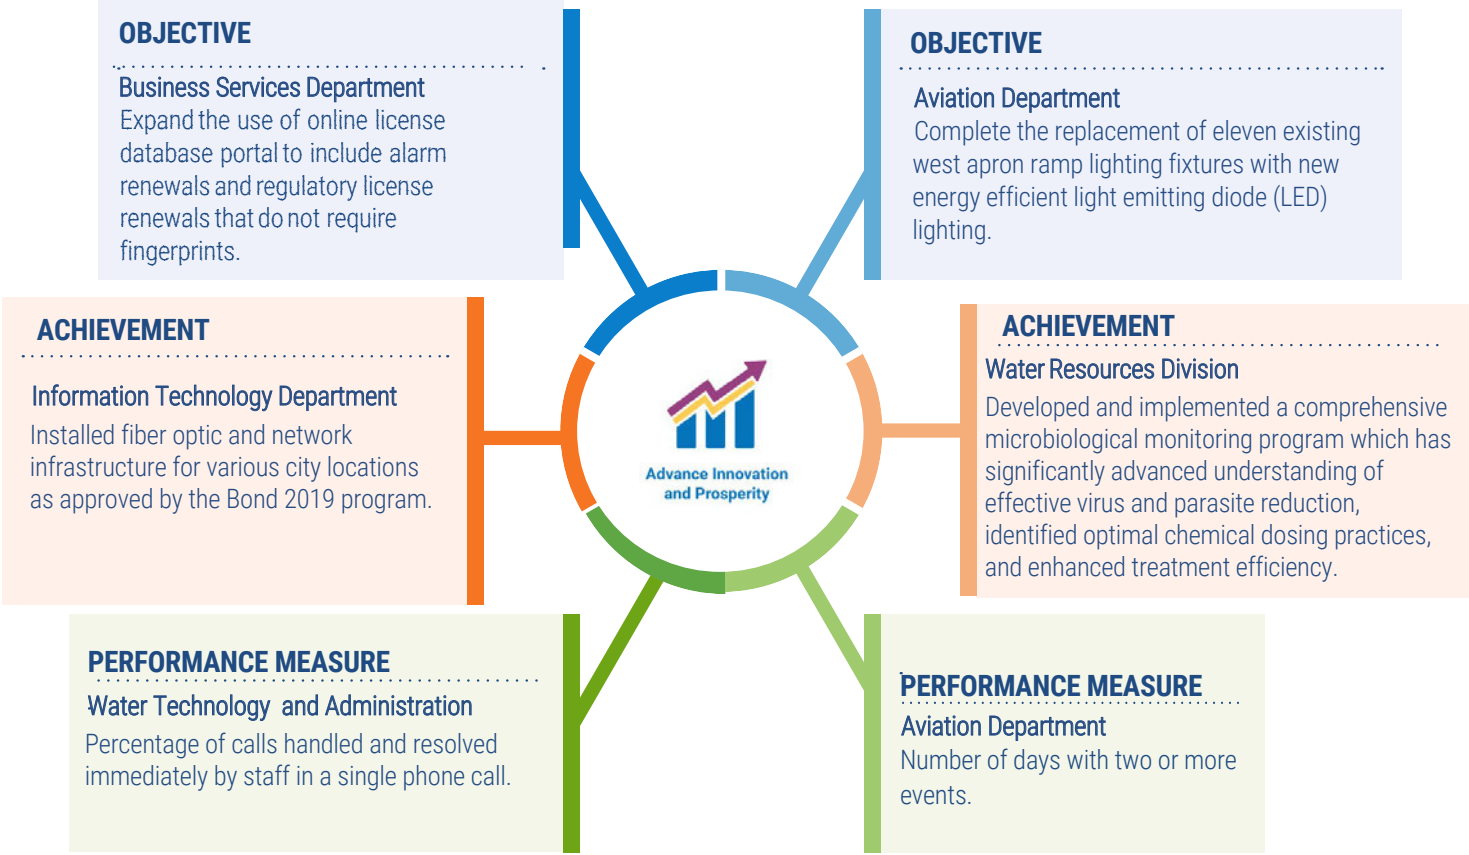 OBJECTIVE
Business Services Department
Expand the use of online license
database portal to include alarm
renewals and regulatory license
renewals that do not require
fingerprints.
OBJECTIVE
Aviation Department
Complete the replacement of eleven existing
west apron ramp lighting fixtures with new
energy efficient light emitting diode (LED)
lighting.
ACHIEVEMENT
Information Technology Department
Installed fiber optic and network
infrastructure for various city locations
as approved by the Bond 2019 program.
Advance Innovation
and Prosperity
ACHIEVEMENT
Water Resources Division
Developed and implemented a comprehensive
microbiological monitoring program which has
significantly advanced understanding of
effective virus and parasite reduction,
identified optimal chemical dosing practices,
and enhanced treatment efficiency.
PERFORMANCE MEASURE
Water Technology and Administration
Percentage of calls handled and resolved
immediately by staff in a single phone call.
PERFORMANCE MEASURE
Aviation Department
Number of days with two or more
events.